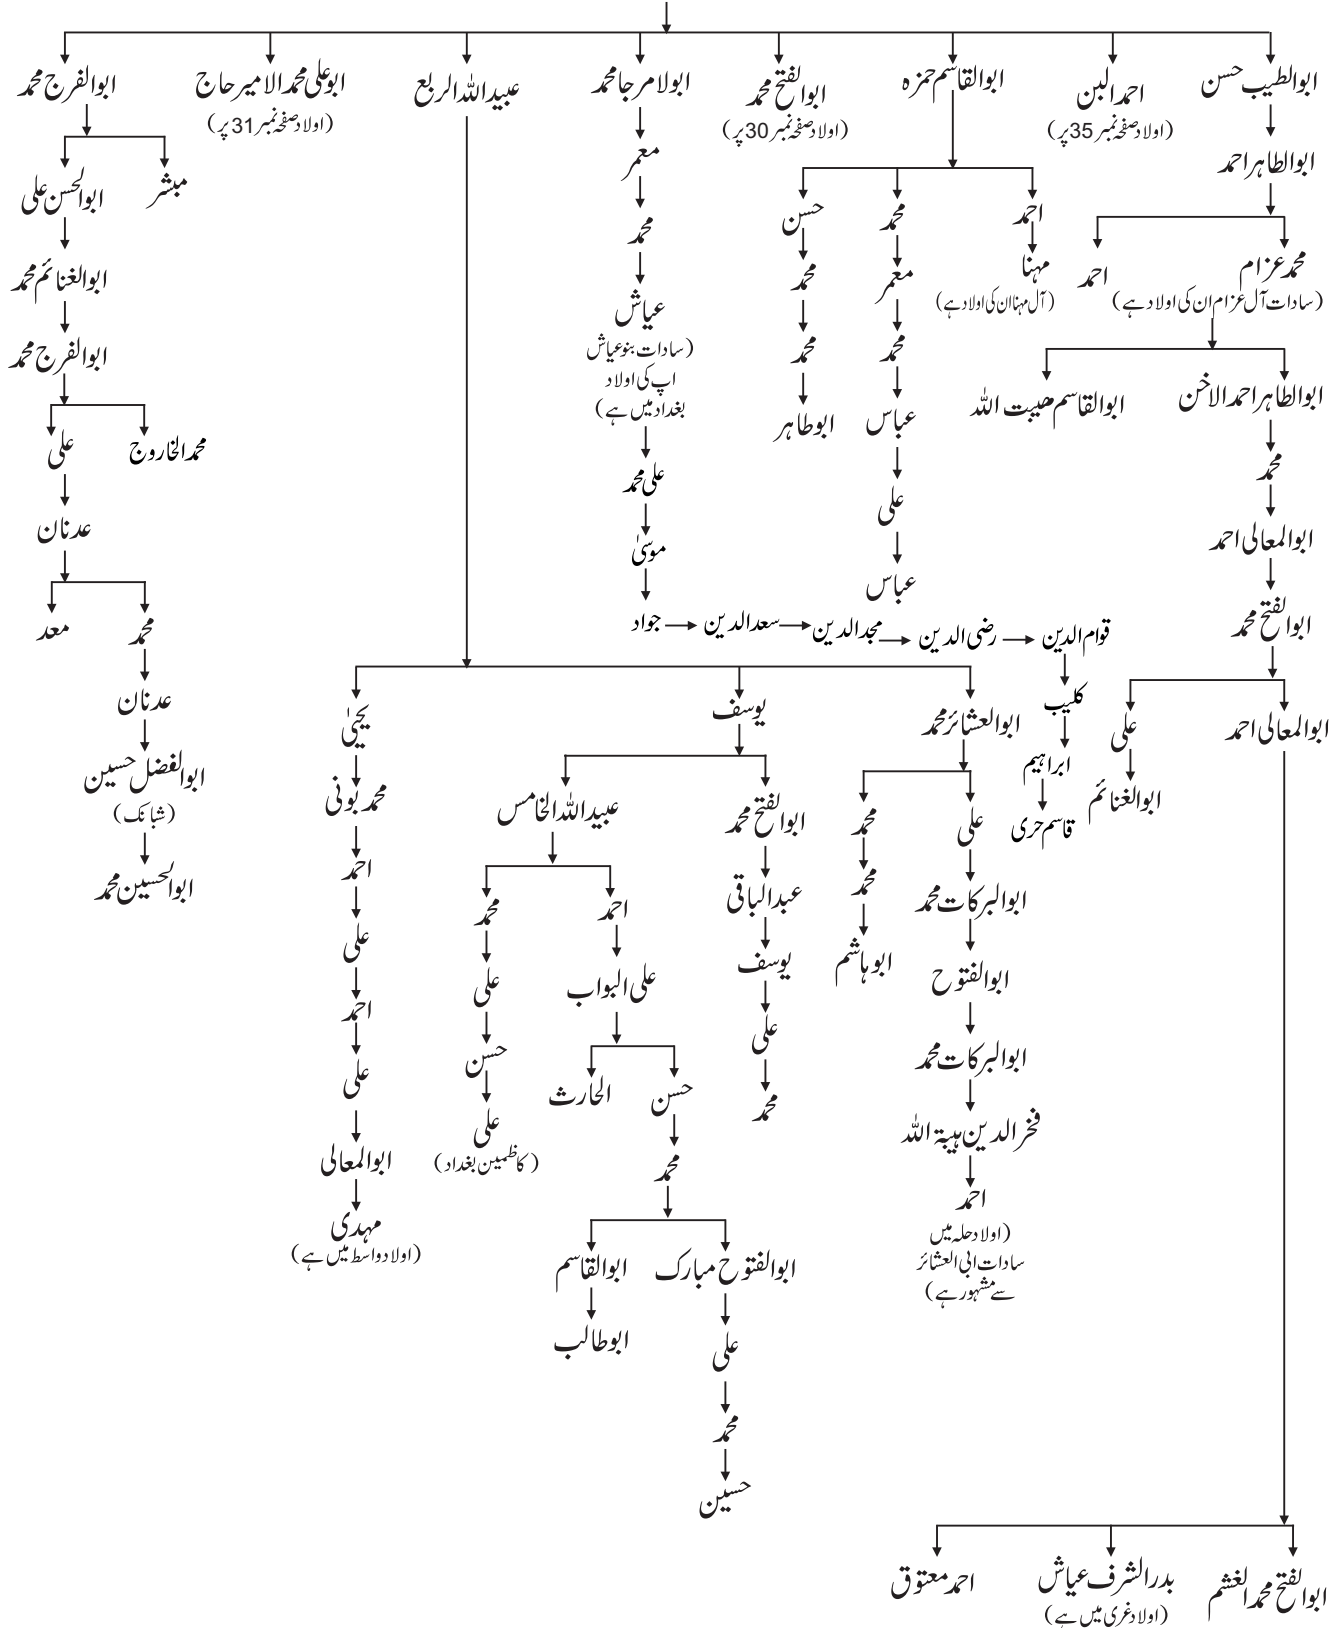 ابوالطیب حسن
احمد البن
(اولاد صفحہ نمبر 35 پر)
ابوالقاسم حمزہ
ابوالفتح محمد
(اولاد صفحہ نمبر 30 پر)
ابولامرجا محمد
عبیداللہ الربع
ابوعلی محمد الامیر حاج
(اولاد صفحہ نمبر 31 پر)
ابوالفرج محمد
ابوالطاہر احمد
محمد عزام
(سادات آل عزام ان کی اولاد ہے)
احمد
ابوالطاہر احمد الاخن
ابوالقاسم ھیبت اللہ
محمد
ابوالمعالی احمد
ابوالفتح محمد
ابوالمعالی احمد
علی
ابوالغنائم
ابوالفتح محمد الغشم
بدرالشرف عیاش
(اولاد غری میں ہے)
احمد معتوق
احمد
مہنا
(آل مہنا ان کی اولاد ہے)
محمد
معمر
محمد
عباس
علی
عباس
حسن
محمد
محمد
ابوطاہر
معمر
محمد
عیاش
(سادات بنو عیاش
اپ کی اولاد
بغداد میں ہے)
علی محمد
موسیٰ
جواد
سعدالدین
مجدالدین
رضی الدین
قوام الدین
کلیب
ابراہیم
قاسم حری
ابوالعشائر محمد
علی
ابوالبرکات محمد
ابوالفتوح
ابوالبرکات محمد
فخرالدین ہیبۃ اللہ
احمد
(اولاد حلہ میں
سادات ابی العشائر
سے مشہور ہے)
محمد
محمد
ابو ہاشم
یوسف
ابوالفتح محمد
عبدالباقی
یوسف
علی
محمد
عبیداللہ الخامس
احمد
علی البواب
حسن
محمد
ابوالفتوح مبارک
علی
محمد
حسین
ابوالقاسم
ابوطالب
الحارث
محمد
علی
حسن
علی
(کاظمین بغداد)
یحییٰ
محمد بونی
احمد
علی
احمد
علی
ابوالمعالی
مہدی
(اولاد واسط میں ہے)
مبشر
ابوالحسن علی
ابوالغنائم محمد
ابوالفرج محمد
محمد الخاروج
علی
عدنان
محمد
معد
عدنان
ابوالفضل حسین
(شبانک)
ابوالحسین محمد